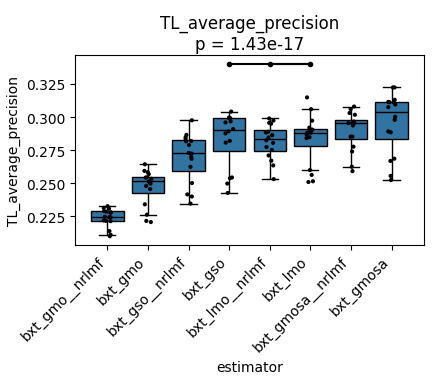 TL_average_precision
p = 1.43e-17
TL_average_precision
0.325
0.300
0.275
0.250
0.225
bxt_gmo__nrlmf
bxt_gmo
bxt_gso__nrlmf
bxt_gso
bxt_lmo__nrlmf
bxt_lmo
bxt_gmosa__nrlmf
bxt_gmosa
estimator